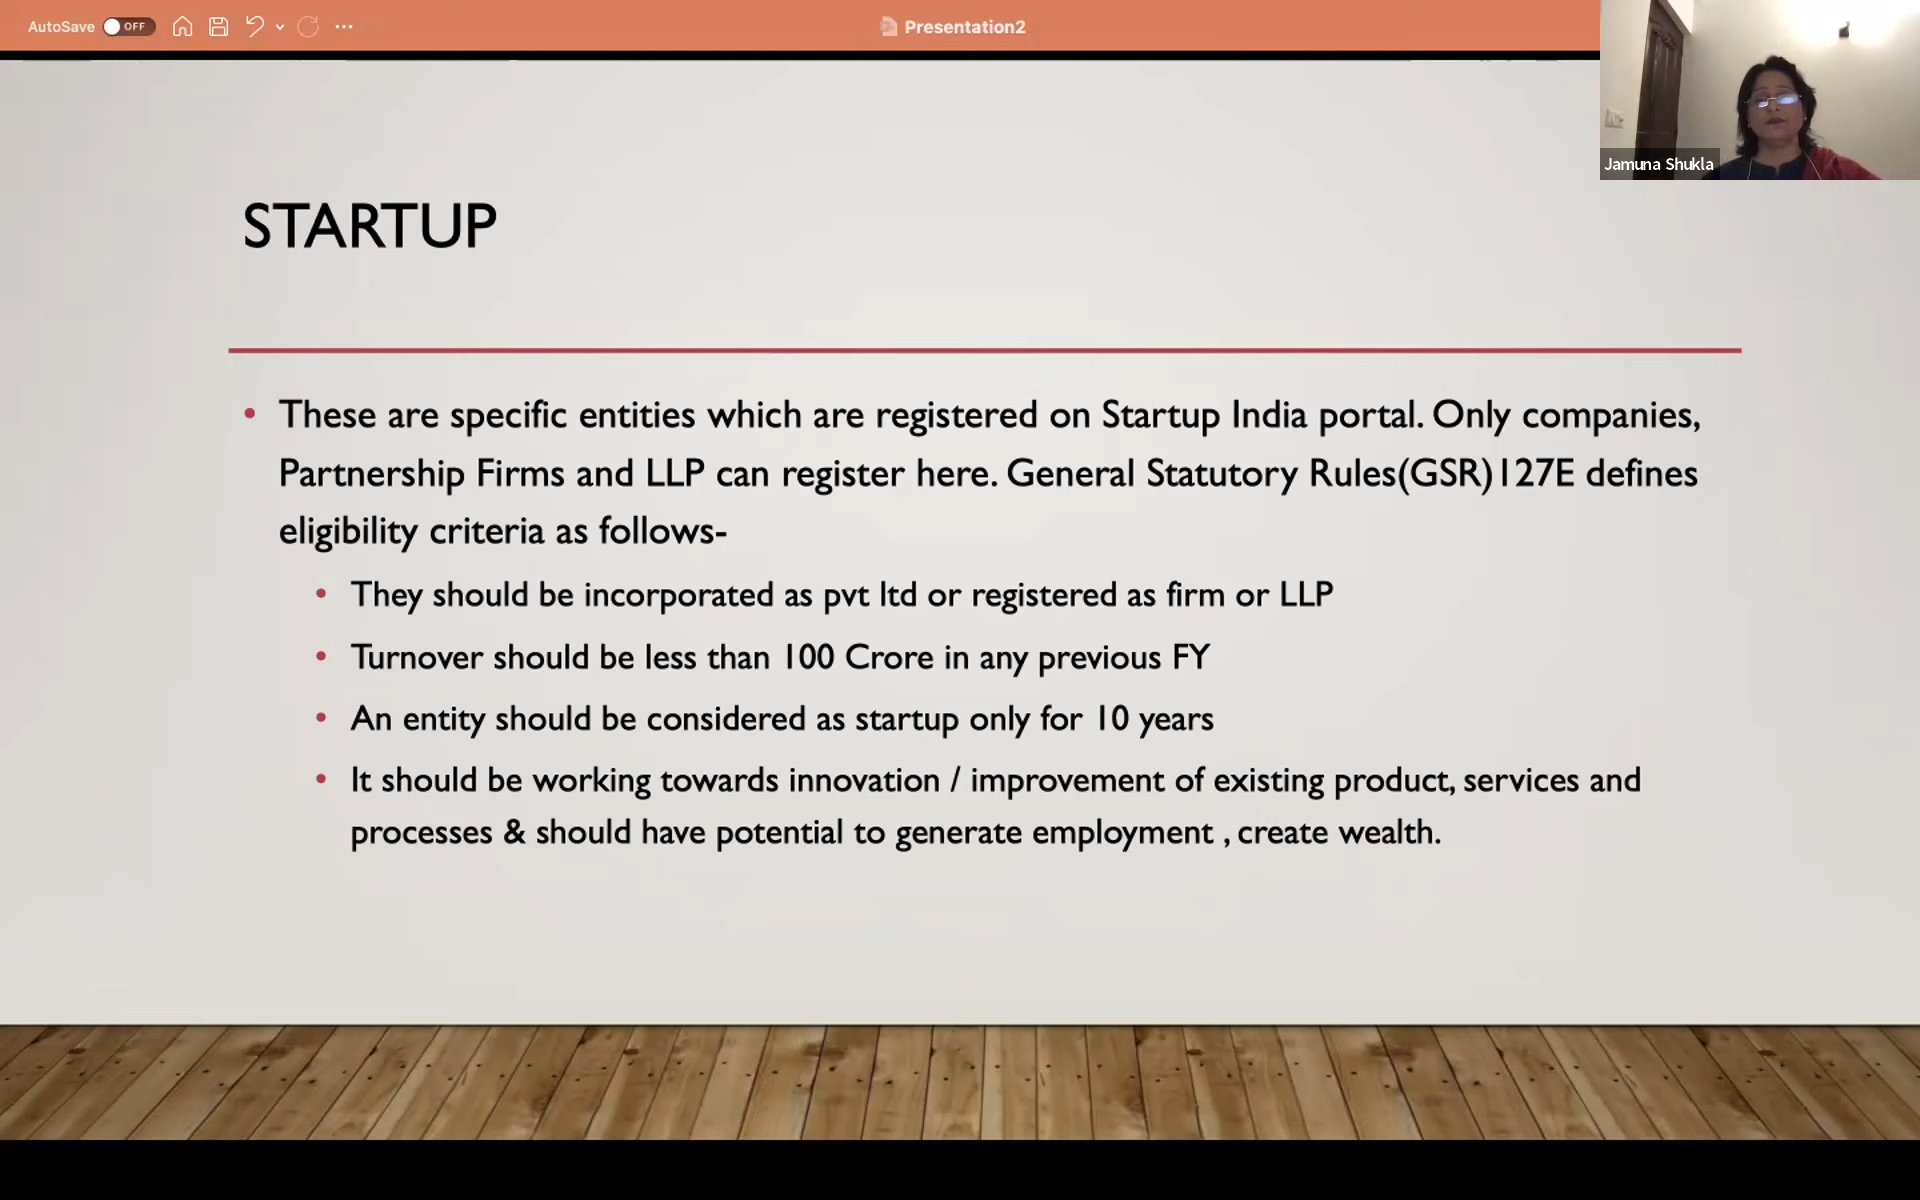 AutoSave OFF
Presentation2
Jamuna Shukla
STARTUP
• These are specific entities which are registered on Startup India portal. Only companies,
Partnership Firms and LLP can register here. General Statutory Rules(GSR)127E defines
eligibility criteria as follows-
• They should be incorporated as pvt ltd or registered as firm or LLP
• Turnover should be less than 100 Crore in any previous FY
• An entity should be considered as startup only for 10 years
• It should be working towards innovation / improvement of existing product, services and
processes & should have potential to generate employment , create wealth.